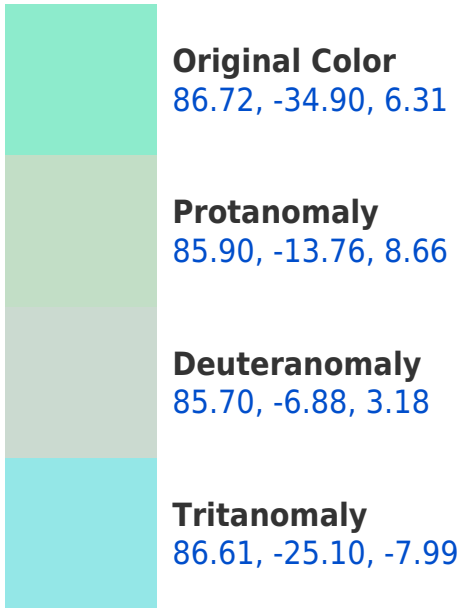 Original Color
86.72, -34.90, 6.31
Protanomaly
85.90, -13.76, 8.66
Deuteranomaly
85.70, -6.88, 3.18
Tritanomaly
86.61, -25.10, -7.99